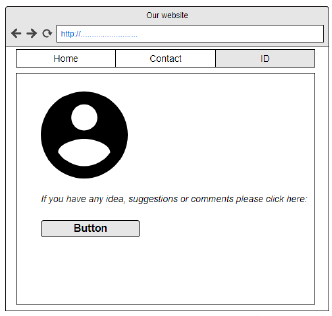 Our website
http://..........................
Home
Contact
ID
If you have any idea, suggestions or comments please click here:
Button